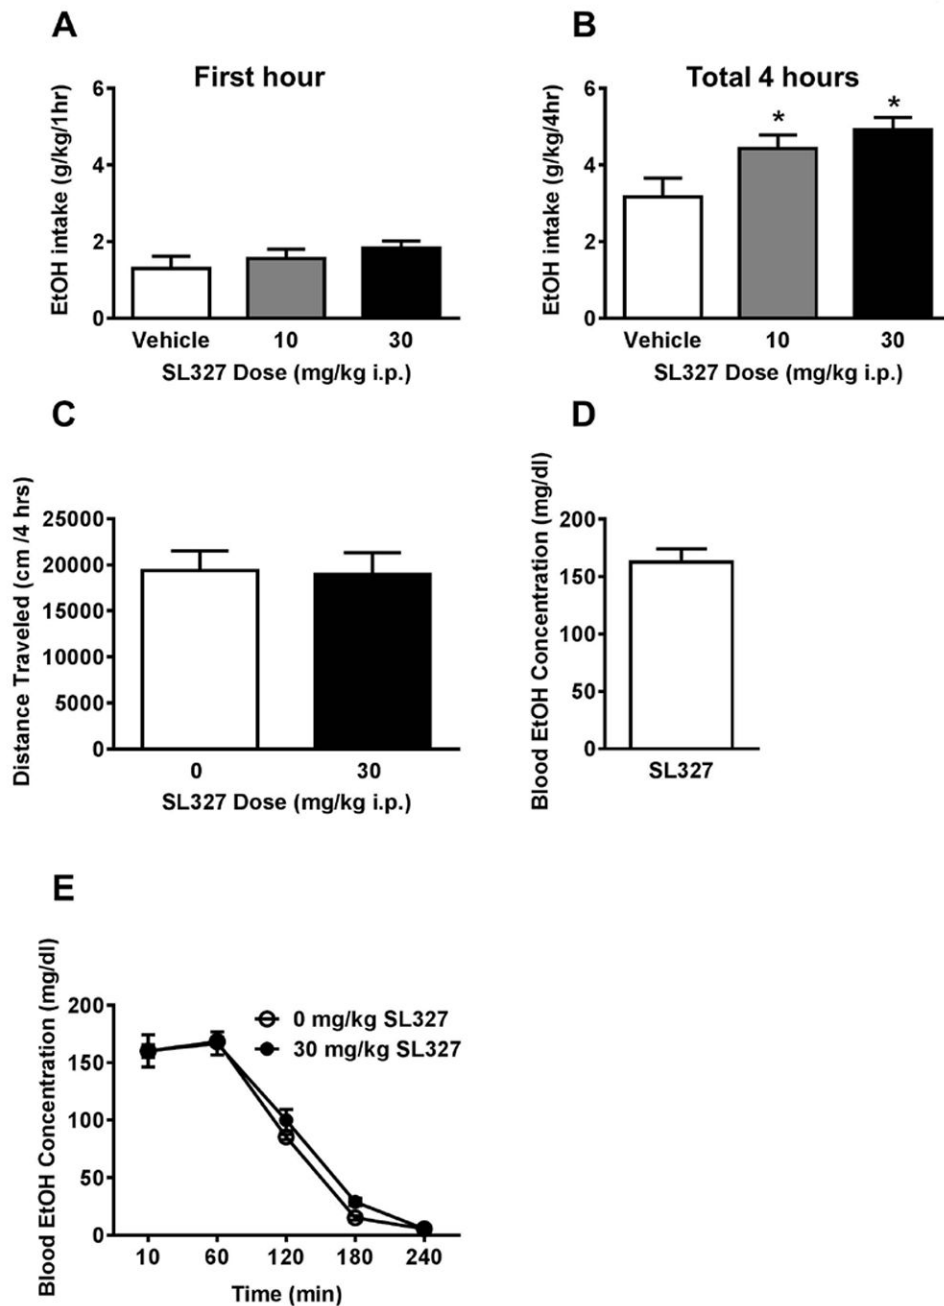 A
First hour
EtOH intake (g/kg/1hr)
6
4
2
0
Vehicle 10 30
SL327 Dose (mg/kg i.p.)
B
Total 4 hours
EtOH intake (g/kg/4hr)
6
4
2
0
* *
Vehicle 10 30
SL327 Dose (mg/kg i.p.)
C
Distance Traveled (cm /4 hrs)
25000
20000
15000
10000
5000
0
0 30
SL327 Dose (mg/kg i.p.)
D
Blood EtOH Concentration (mg/dl)
200
150
100
50
0
SL327
E
Blood EtOH Concentration (mg/dl)
200
150
100
50
0
0 mg/kg SL327
30 mg/kg SL327
10 60 120 180 240
Time (min)